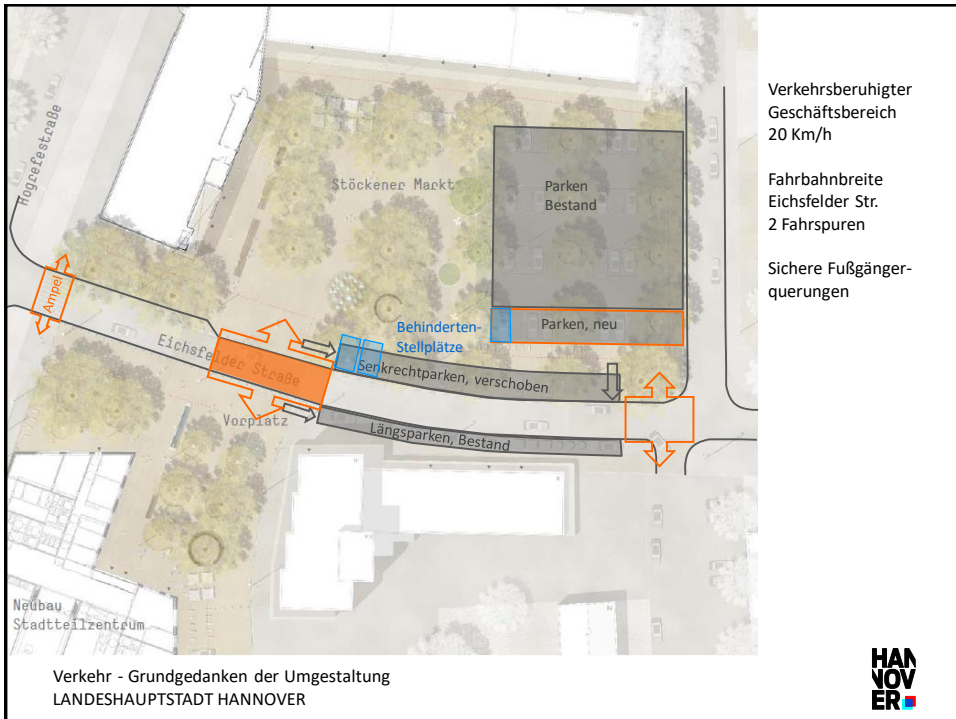 Verkehrsberuhigter
Geschäftsbereich
20 Km/h
Fahrbahnbreite
Eichsfelder Str.
2 Fahrspuren
Sichere Fußgänger-
querungen
Hogrefestraße
Stöckener Markt
Parken
Bestand
Ampel
Behinderten-
Stellplätze
Parken, neu
Eichsfelder Straße
Senkrechtparken, verschoben
Vorplatz
Längsparken, Bestand
Neubau
Stadtteilzentrum
Verkehr - Grundgedanken der Umgestaltung
LANDESHAUPTSTADT HANNOVER
HAN
NOV
ER